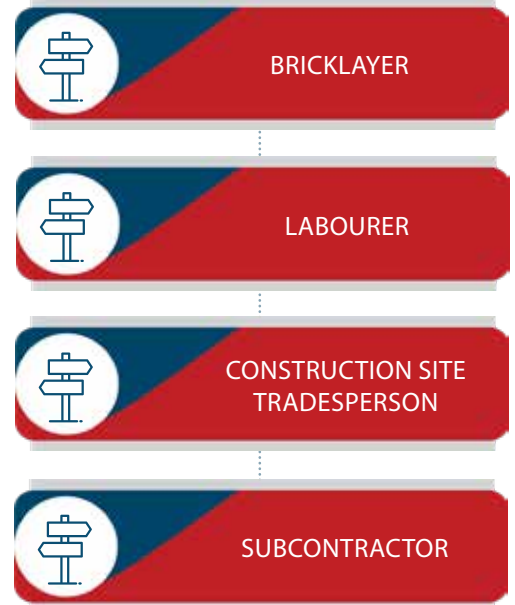 BRICKLAYER
LABOURER
CONSTRUCTION SITE
TRADESPERSON
SUBCONTRACTOR